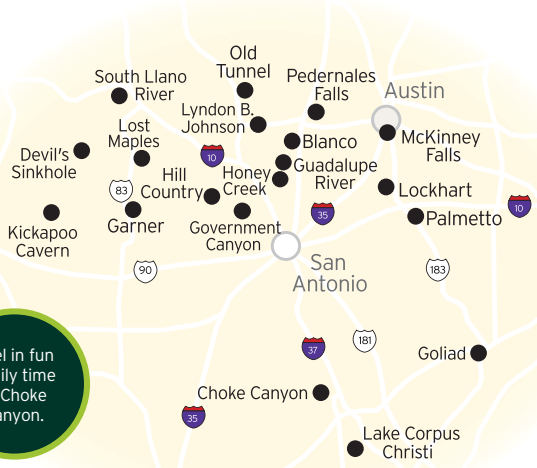 Old
Tunnel
South Llano
River
Pedernales
Falls
Austin
Lyndon B.
Johnson
Lost
Maples
Blanco
McKinney
Falls
Devil's
Sinkhole
10
Honey
Creek
Guadalupe
River
Hill
Country
83
Lockhart
35
10
Palmetto
Garner
Kickapoo
Cavern
Government
Canyon
San
Antonio
90
183
181
37
Goliad
el in fun
ily time
Choke
anyon.
Choke Canyon
35
Lake Corpus
Christi